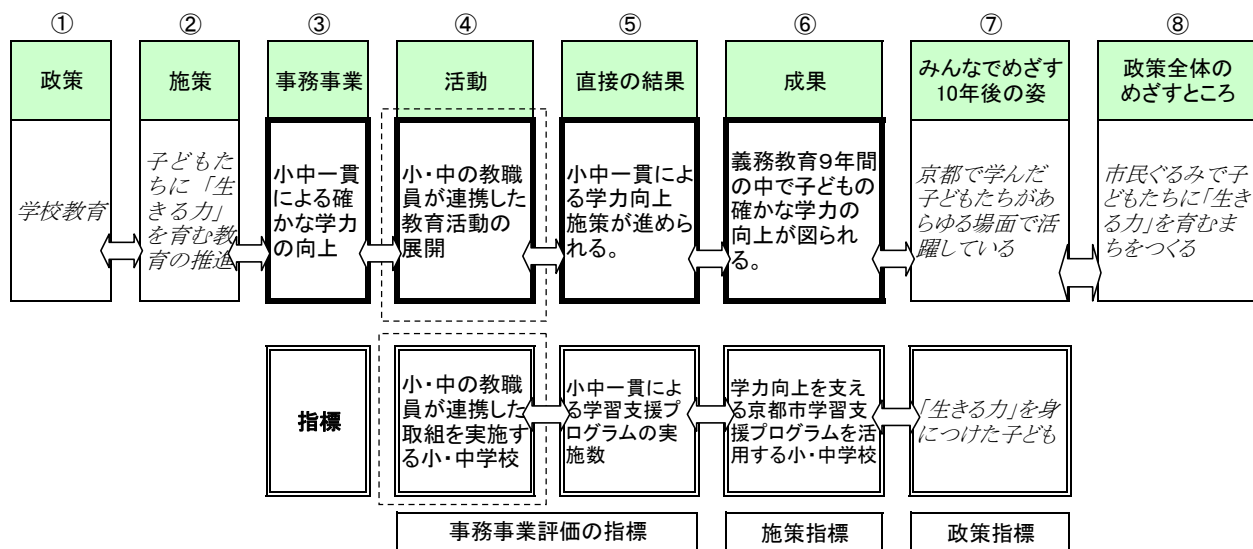 ①
②
③
④
⑤
⑥
⑦
⑧
政策
施策
事務事業
活動
直接の結果
成果
みんなでめざす
10年後の姿
政策全体の
めざすところ
学校教育
子どもた
ちに「生
きる力」
を育む教
育の推進
小中一貫
による確
かな学力
の向上
小・中の教職
員が連携した
教育活動の
展開
小中一貫によ
る学力向上
施策が進めら
れる。
義務教育9年間
の中で子どもの
確かな学力の
向上が図られ
る。
京都で学んだ
子どもたちがあ
らゆる場面で活
躍している
市民ぐるみで子
どもたちに「生き
る力」を育むま
ちをつくる
指標
小・中の教職
員が連携した
取組を実施す
る小・中学校
小中一貫によ
る学習支援プ
ログラムの実
施数
学力向上を支え
る京都市学習支
援プログラムを活
用する小・中学校
「生きる力」を身
につけた子ども
事務事業評価の指標
施策指標
政策指標